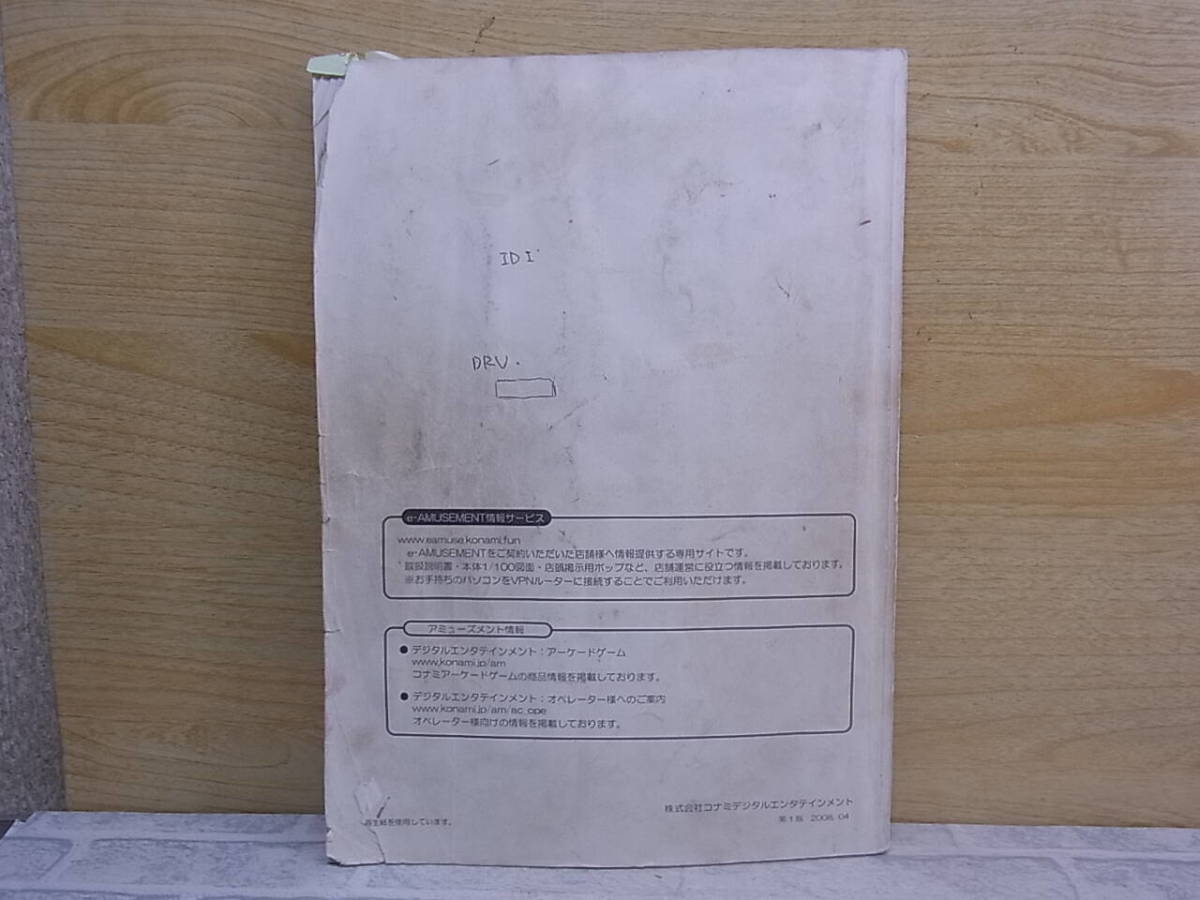 IDI
DRV.
e-AMUSEMENT情報サービス
www.eamuse.konami.fun
e-AMUSEMENTをご契約いただいた店舗様へ情報提供する専用サイトです。
取扱説明書・本体1/100図面・店頭掲示用ポップなど、店舗運営に役立つ情報を掲載しております。
※お手持ちのパソコンをVPNルーターに接続することでご利用いただけます。
アミューズメント情報
● デジタルエンタテインメント：アーケードゲーム
www.konami.jp/am
コナミアーケードゲームの商品情報を掲載しております。
● デジタルエンタテインメント：オペレーター様へのご案内
www.konami.jp/am/ac_ope
オペレーター様向けの情報を掲載しております。
株式会社コナミデジタルエンタテインメント
第1版 2008. 04
再生紙を使用しています。